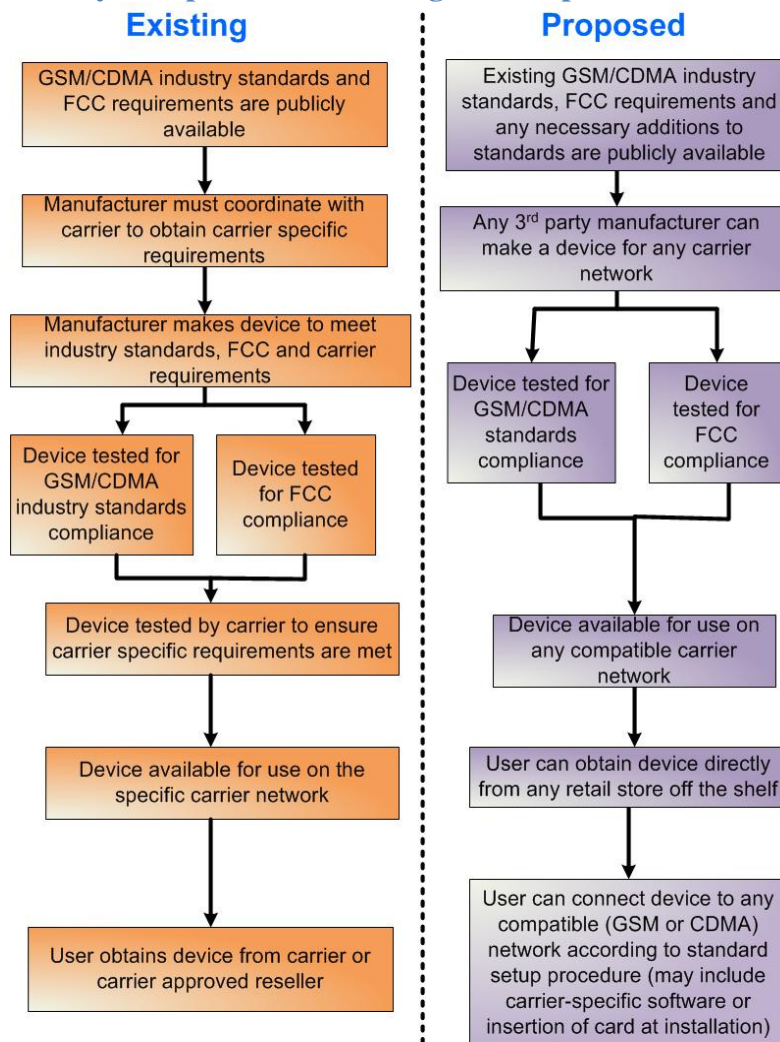 Existing
GSM/CDMA industry standards and
FCC requirements are publicly
available
Manufacturer must coordinate with
carrier to obtain carrier specific
requirements
Manufacturer makes device to meet
industry standards, FCC and carrier
requirements
Device tested for
GSM/CDMA
industry standards
compliance
Device tested
for FCC
compliance
Device tested by carrier to ensure
carrier specific requirements are met
Device available for use on the
specific carrier network
User obtains device from carrier or
carrier approved reseller
Proposed
Existing GSM/CDMA industry
standards, FCC requirements and
any necessary additions to
standards are publicly available
Any 3rd party manufacturer can
make a device for any carrier
network
Device tested for
GSM/CDMA
standards
compliance
Device
tested for
FCC
compliance
Device available for use on
any compatible carrier
network
User can obtain device directly
from any retail store off the shelf
User can connect device to any
compatible (GSM or CDMA)
network according to standard
setup procedure (may include
carrier-specific software or
insertion of card at installation)